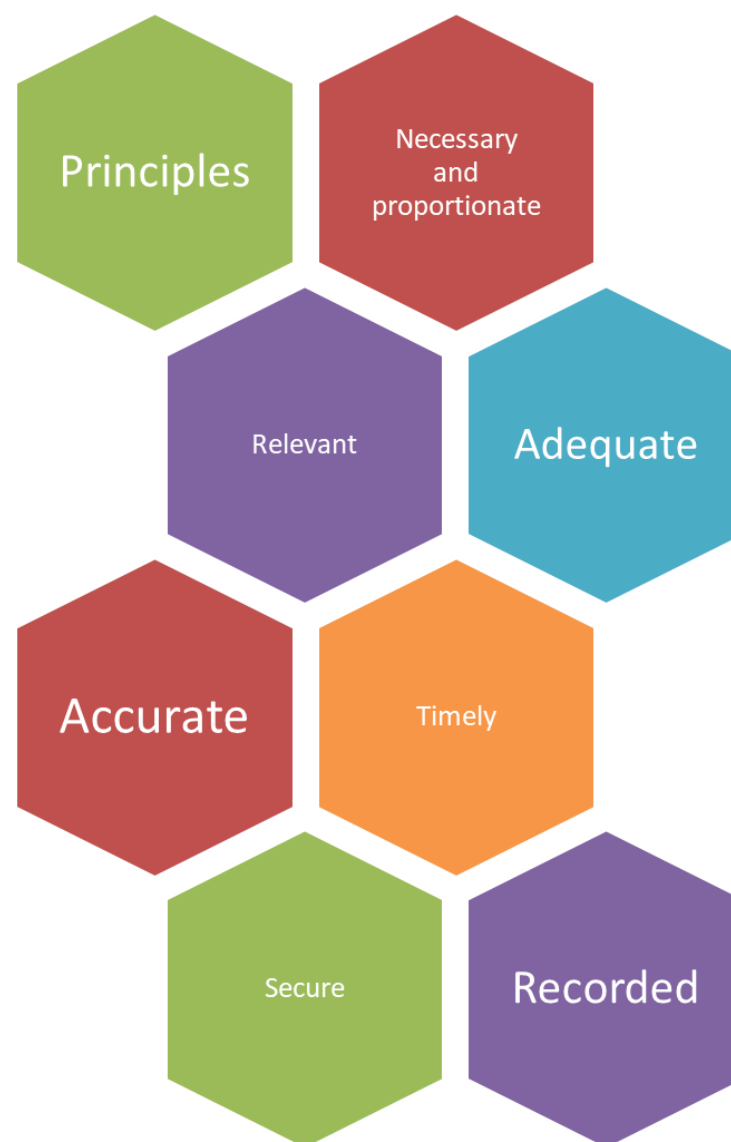 Principles
Necessary
and
proportionate
Relevant
Adequate
Accurate
Timely
Secure
Recorded